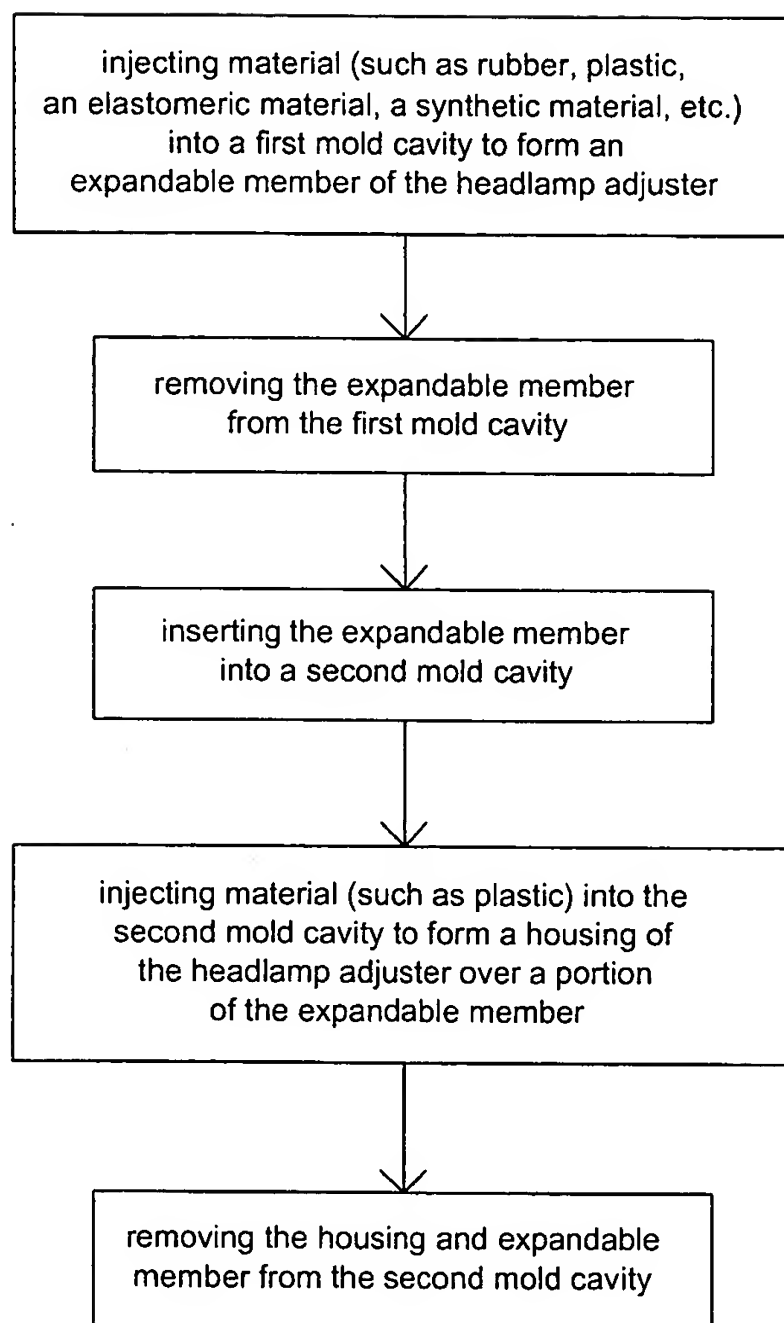 injecting material (such as rubber, plastic,
an elastomeric material, a synthetic material, etc.)
into a first mold cavity to form an
expandable member of the headlamp adjuster
removing the expandable member
from the first mold cavity
inserting the expandable member
into a second mold cavity
injecting material (such as plastic) into the
second mold cavity to form a housing of
the headlamp adjuster over a portion
of the expandable member
removing the housing and expandable
member from the second mold cavity